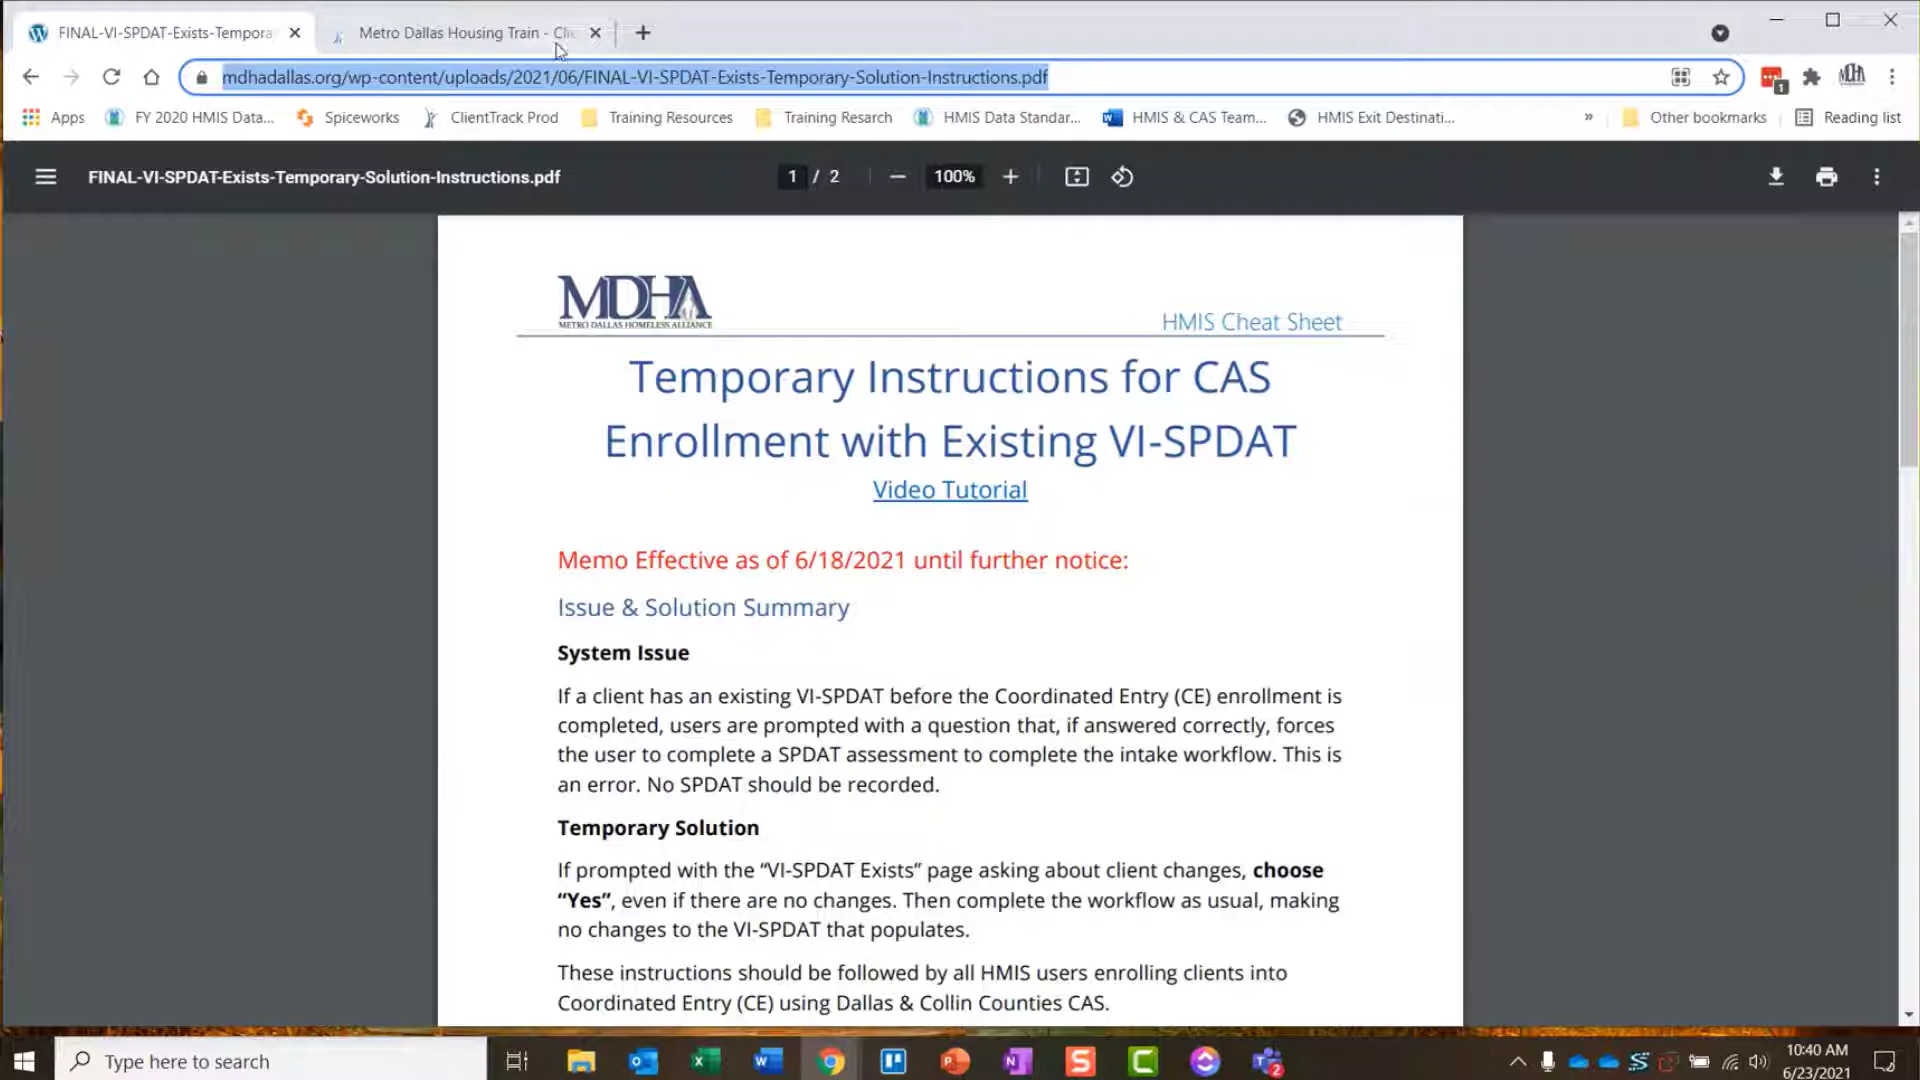 FINAL-VI-SPDAT-Exists-Tempora
Metro Dallas Housing Train - Clie
mdhadallas.org/wp-content/uploads/2021/06/FINAL-VI-SPDAT-Exists-Temporary-Solution-Instructions.pdf
1
MDHA
Apps
FY 2020 HMIS Data...
Spiceworks
ClientTrack Prod
Training Resources
Training Resarch
HMIS Data Standar...
HMIS & CAS Team...
HMIS Exit Destinati...
»
Other bookmarks
Reading list
FINAL-VI-SPDAT-Exists-Temporary-Solution-Instructions.pdf
1 / 2
100%
MDHA
METRO DALLAS HOMELESS ALLIANCE
HMIS Cheat Sheet
Temporary Instructions for CAS
Enrollment with Existing VI-SPDAT
Video Tutorial
Memo Effective as of 6/18/2021 until further notice:
Issue & Solution Summary
System Issue
If a client has an existing VI-SPDAT before the Coordinated Entry (CE) enrollment is
completed, users are prompted with a question that, if answered correctly, forces
the user to complete a SPDAT assessment to complete the intake workflow. This is
an error. No SPDAT should be recorded.
Temporary Solution
If prompted with the “VI-SPDAT Exists” page asking about client changes, choose
“Yes”, even if there are no changes. Then complete the workflow as usual, making
no changes to the VI-SPDAT that populates.
These instructions should be followed by all HMIS users enrolling clients into
Coordinated Entry (CE) using Dallas & Collin Counties CAS.
Type here to search
2
10:40 AM
6/23/2021